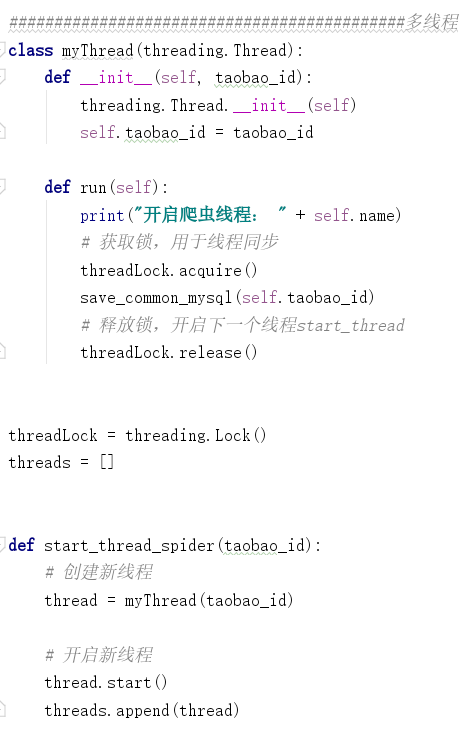 ############################################多线程
class myThread(threading.Thread):
    def __init__(self, taobao_id):
        threading.Thread.__init__(self)
        self.taobao_id = taobao_id
    def run(self):
        print("开启爬虫线程： " + self.name)
        # 获取锁，用于线程同步
        threadLock.acquire()
        save_common_mysql(self.taobao_id)
        # 释放锁，开启下一个线程start_thread
        threadLock.release()
threadLock = threading.Lock()
threads = []
def start_thread_spider(taobao_id):
    # 创建新线程
    thread = myThread(taobao_id)
    # 开启新线程
    thread.start()
    threads.append(thread)